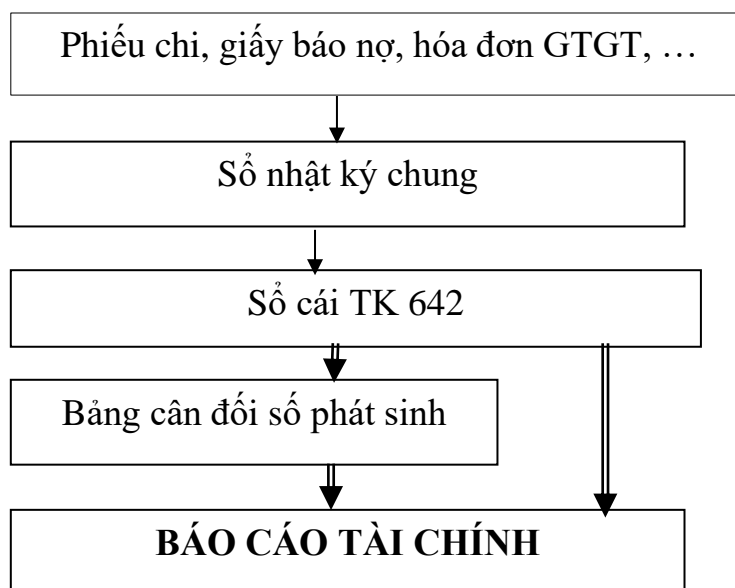 Phiếu chi, giấy báo nợ, hóa đơn GTGT, …
Sổ nhật ký chung
Sổ cái TK 642
Bảng cân đối số phát sinh
BÁO CÁO TÀI CHÍNH